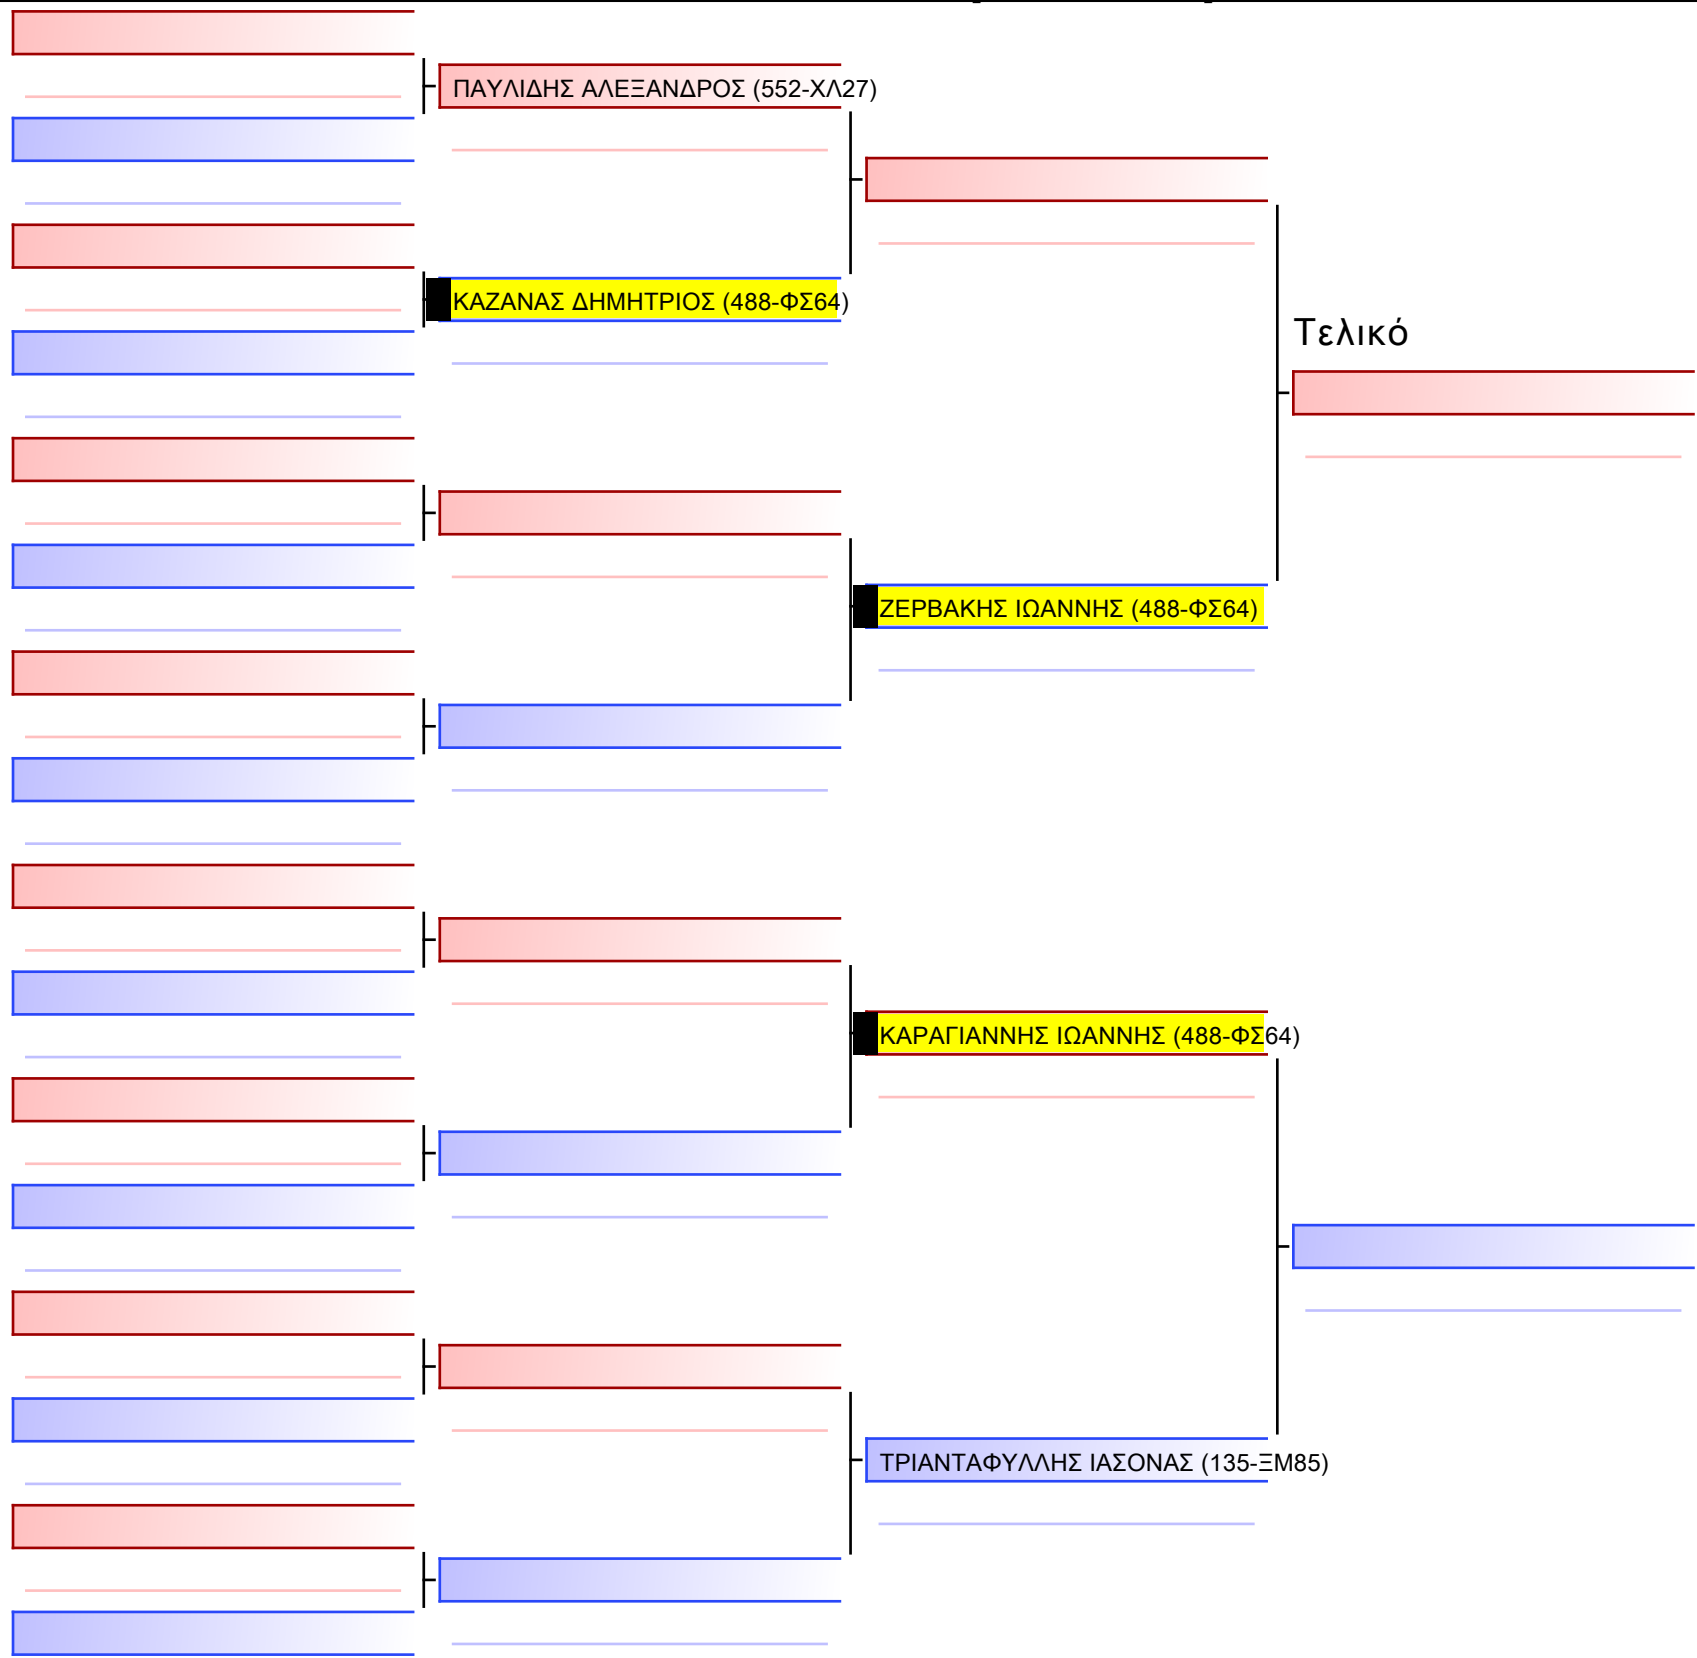 ΠΑΥΛΙΔΗΣ ΑΛΕΞΑΝΔΡΟΣ (552-ΧΛ27)
ΚΑΖΑΝΑΣ ΔΗΜΗΤΡΙΟΣ (488-ΦΣ64)
Τελικό
ΖΕΡΒΑΚΗΣ ΙΩΑΝΝΗΣ (488-ΦΣ64)
ΚΑΡΑΓΙΑΝΝΗΣ ΙΩΑΝΝΗΣ (488-ΦΣ64)
ΤΡΙΑΝΤΑΦΥΛΛΗΣ ΙΑΣΟΝΑΣ (135-ΞΜ85)